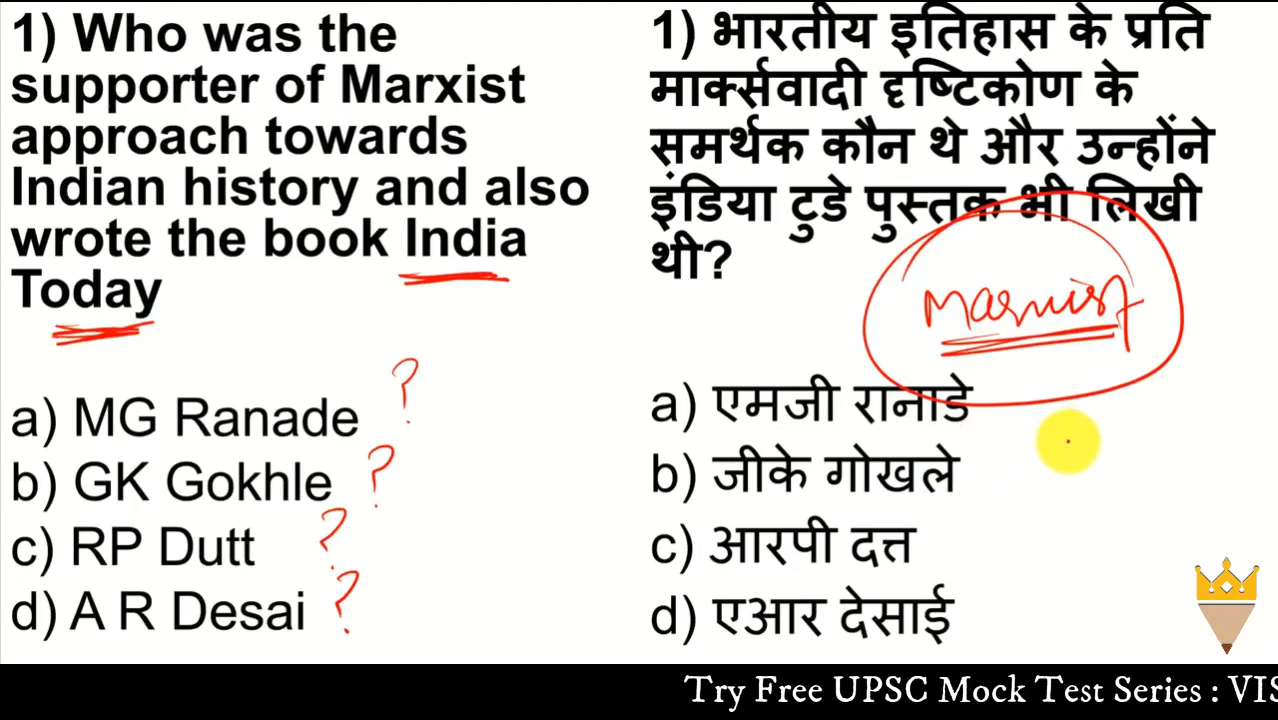 1) Who was the
supporter of Marxist
approach towards
Indian history and also
wrote the book India
Today
a) MG Ranade ?
b) GK Gokhle ?
c) RP Dutt ?
d) A R Desai ?
1) भारतीय इतिहास के प्रति
मार्क्सवादी दृष्टिकोण के
समर्थक कौन थे और उन्होंने
इंडिया टुडे पुस्तक भी लिखी
थी?
Marxist
a) एमजी रानाडे
b) जीके गोखले
c) आरपी दत्त
d) एआर देसाई
Try Free UPSC Mock Test Series : VIS